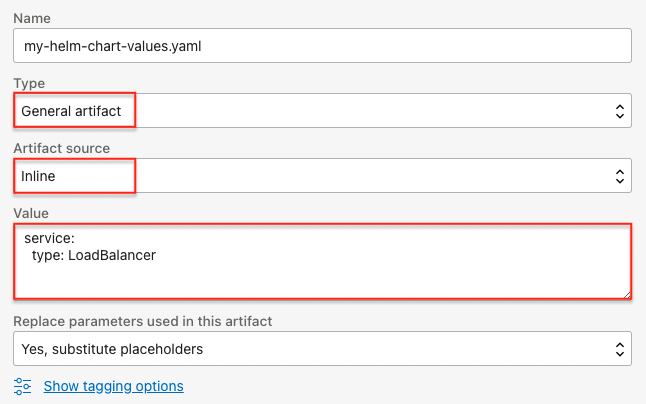 Name
my-helm-chart-values.yaml
Type
General artifact
Artifact source
Inline
Value
service:
  type: LoadBalancer
Replace parameters used in this artifact
Yes, substitute placeholders
Show tagging options